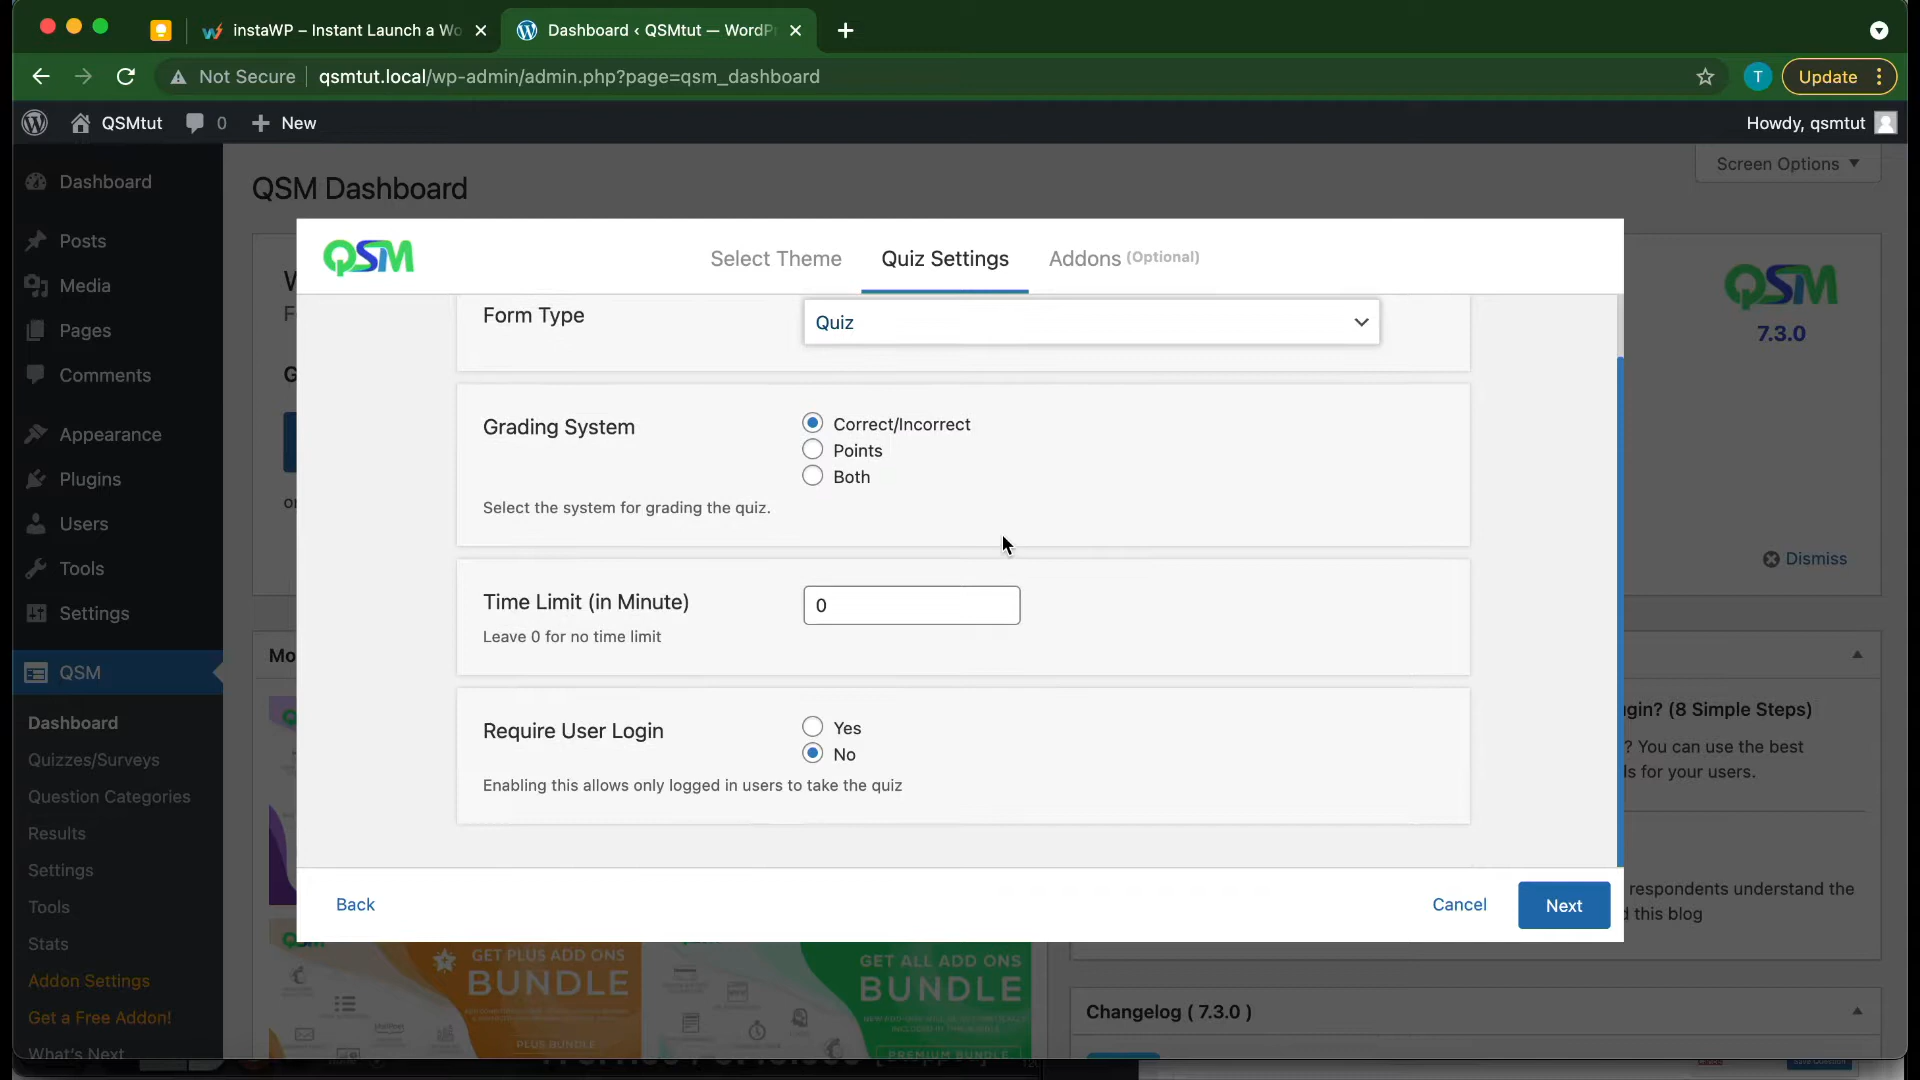 instaWP – Instant Launch a Wo
Dashboard ‹ QSMtut — WordP
Not Secure
qsmtut.local/wp-admin/admin.php?page=qsm_dashboard
T
Update
QSMtut
0
New
Howdy, qsmtut
Dashboard
Posts
Media
Pages
Comments
Appearance
Plugins
Users
Tools
Settings
QSM
Dashboard
Quizzes/Surveys
Question Categories
Results
Settings
Tools
Stats
Addon Settings
Get a Free Addon!
What's Next
QSM Dashboard
Screen Options
QSM
Select Theme
Quiz Settings
Addons (Optional)
Form Type
Quiz
Grading System
Correct/Incorrect
Points
Both
Select the system for grading the quiz.
Time Limit (in Minute)
0
Leave 0 for no time limit
Require User Login
Yes
No
Enabling this allows only logged in users to take the quiz
Back
Cancel
Next
QSM
7.3.0
Dismiss
Mo
gin? (8 Simple Steps)
? You can use the best
ls for your users.
respondents understand the
d this blog
GET PLUS ADD ONS
BUNDLE
PLUS BUNDLE
GET ALL ADD ONS
BUNDLE
PREMIUM BUNDLE
Changelog ( 7.3.0 )